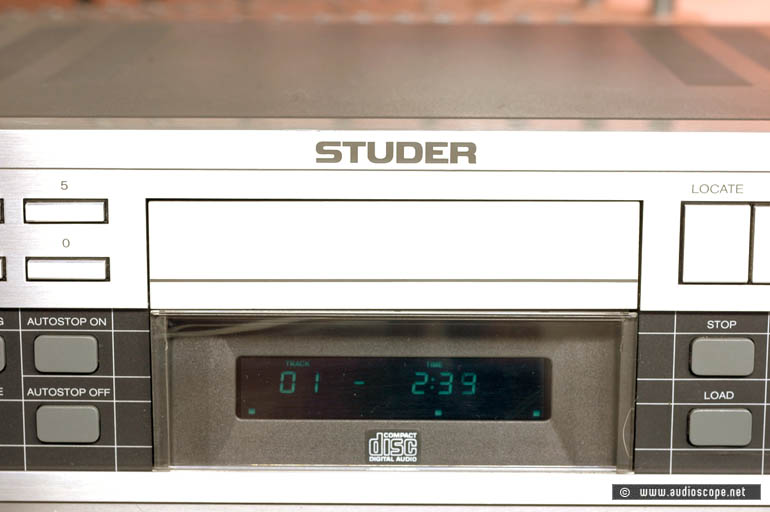 STUDER
5
LOCATE
0
AUTOSTOP ON
STOP
TRACK
TIME
01 - 2:39
AUTOSTOP OFF
LOAD
COMPACT
disc
DIGITAL AUDIO
© www.audioscope.net